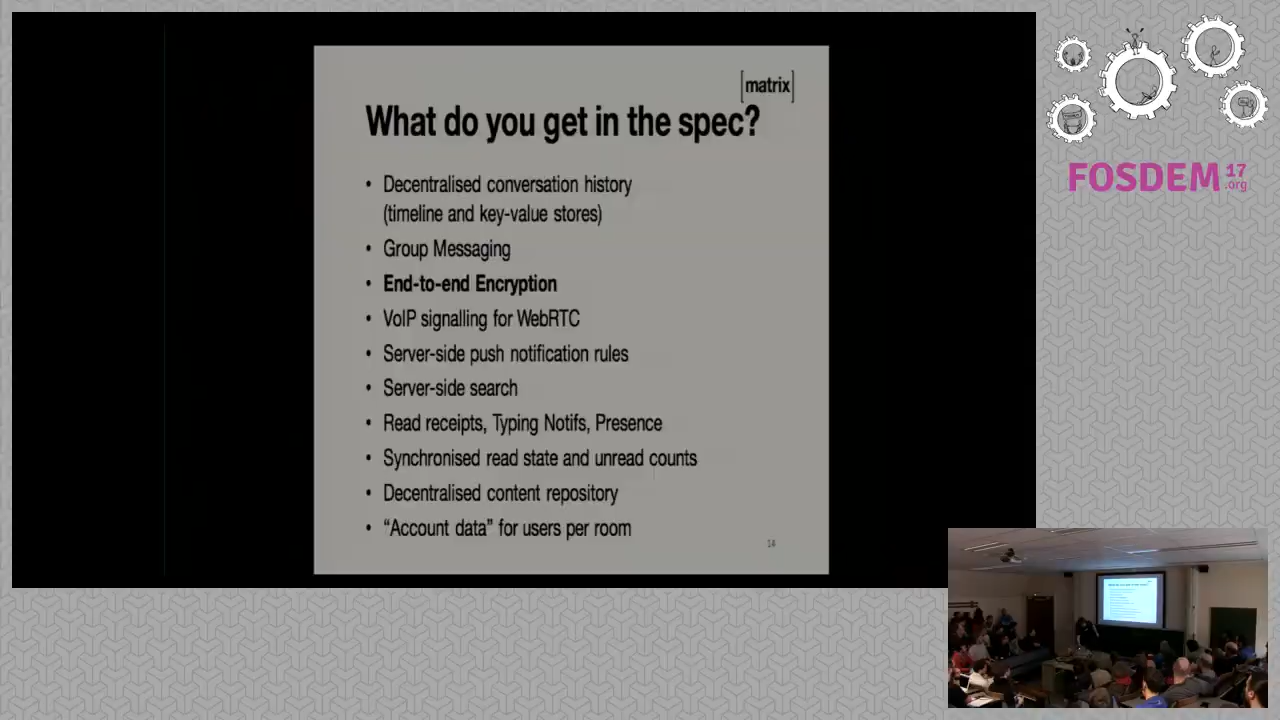 [matrix]
What do you get in the spec?
• Decentralised conversation history
(timeline and key-value stores)
• Group Messaging
• End-to-end Encryption
• VoIP signalling for WebRTC
• Server-side push notification rules
• Server-side search
• Read receipts, Typing Notifs, Presence
• Synchronised read state and unread counts
• Decentralised content repository
• “Account data” for users per room
14
FOSDEM 17
.org